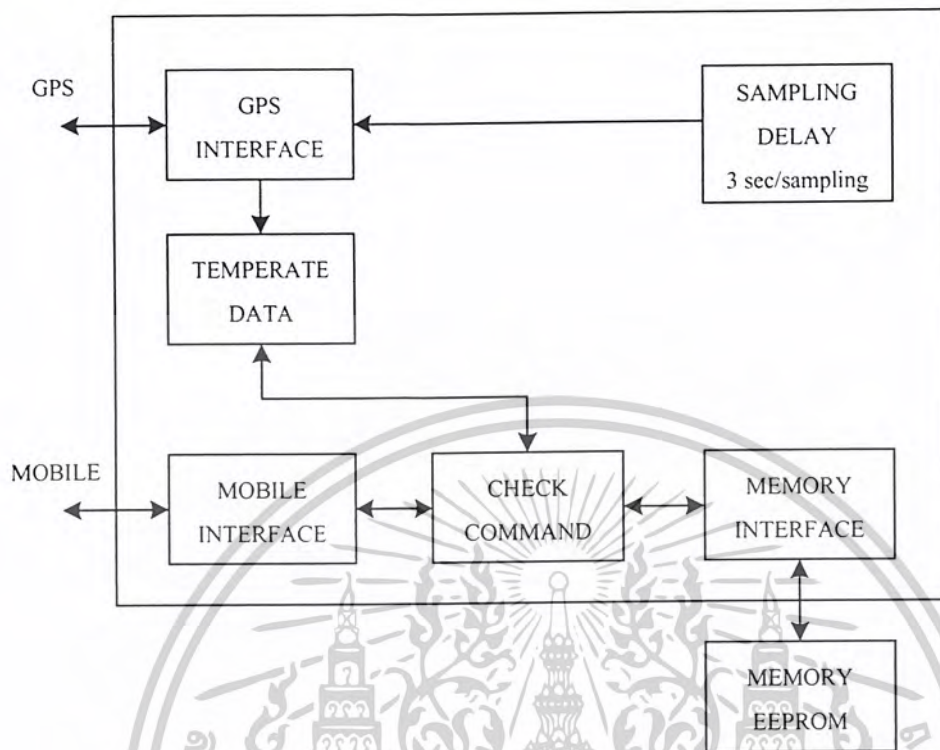 GPS
GPS
INTERFACE
SAMPLING
DELAY
3 sec/sampling
TEMPERATE
DATA
MOBILE
MOBILE
INTERFACE
CHECK
COMMAND
MEMORY
INTERFACE
MEMORY
EEPROM